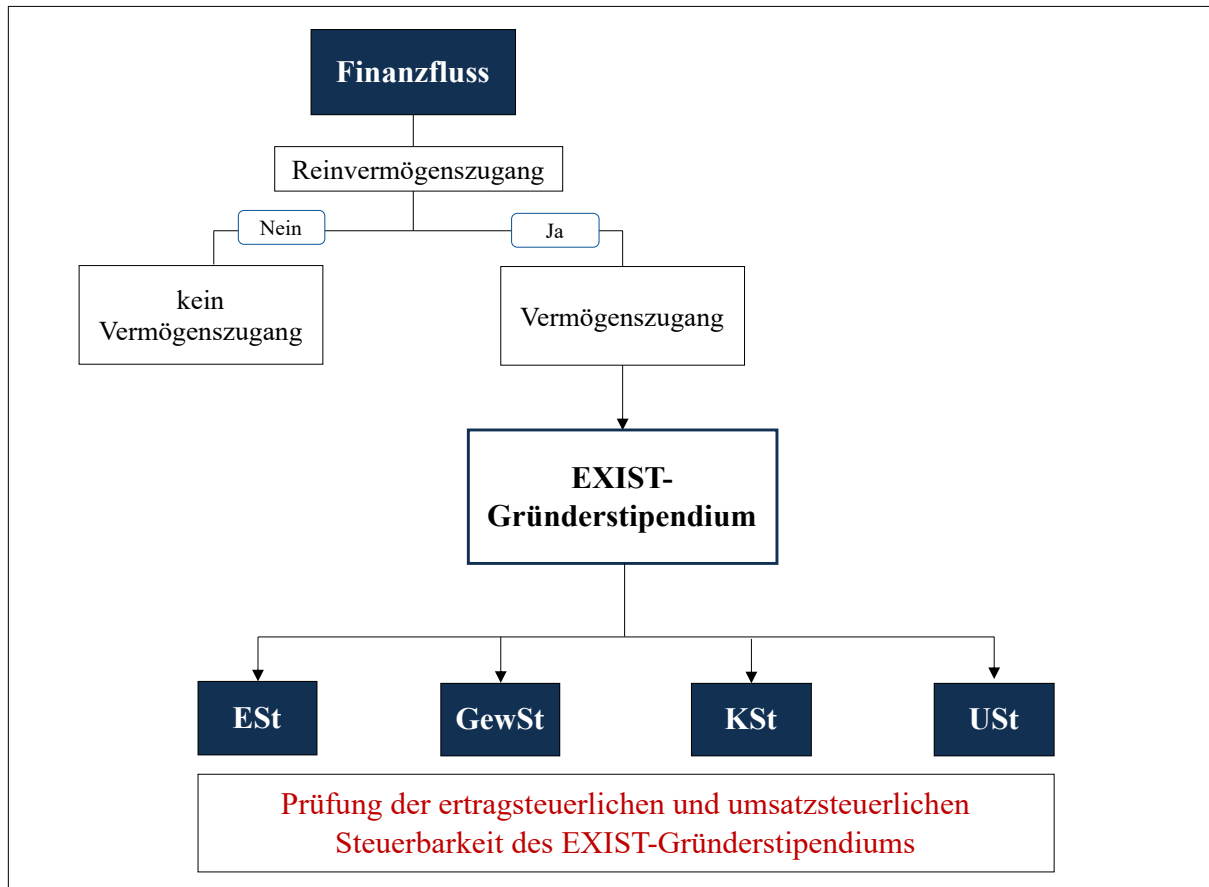 Finanzfluss
Reinvermögenszugang
Nein
Ja
kein
Vermögenszugang
Vermögenszugang
EXIST-
Gründerstipendium
ESt
GewSt
KSt
USt
Prüfung der ertragsteuerlichen und umsatzsteuerlichen
Steuerbarkeit des EXIST-Gründerstipendiums